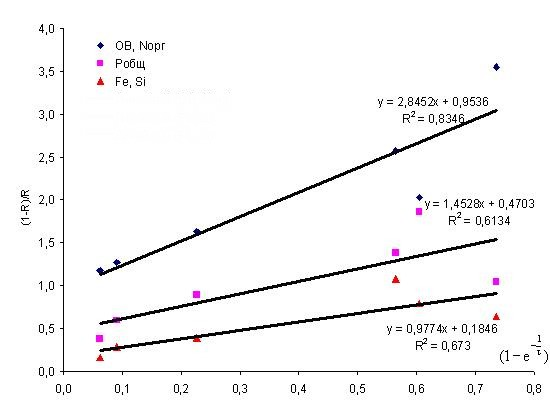 4,0
3,5
3,0
2,5
2,0
1,5
1,0
0,5
0,0
(1-R)/R
ОВ, Nорг
Робщ
Fe, Si
y = 2,8452x + 0,9536
R² = 0,8346
y = 1,4528x + 0,4703
R² = 0,6134
y = 0,9774x + 0,1846
R² = 0,673
(1−e^(-1/τ))
0,0 0,1 0,2 0,3 0,4 0,5 0,6 0,7 0,8